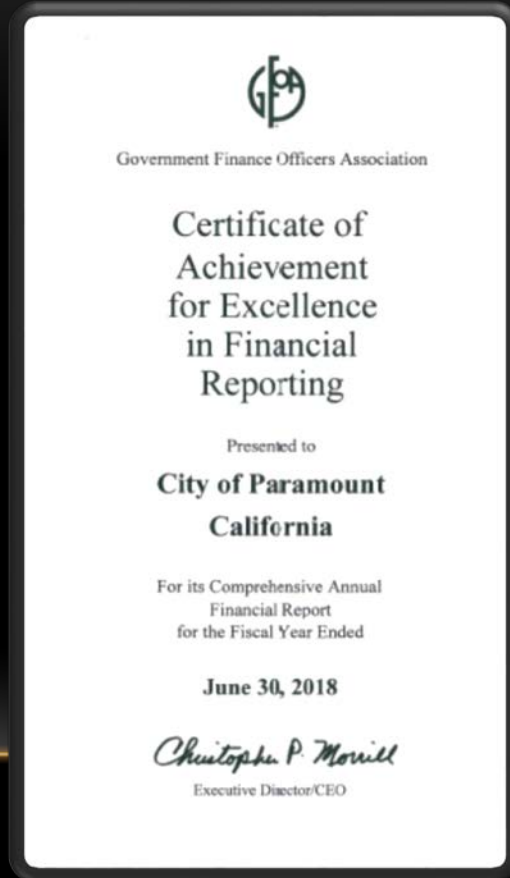 GFOA
Government Finance Officers Association
Certificate of
Achievement
for Excellence
in Financial
Reporting
Presented to
City of Paramount
California
For its Comprehensive Annual
Financial Report
for the Fiscal Year Ended
June 30, 2018
Christopher P. Morrill
Executive Director/CEO